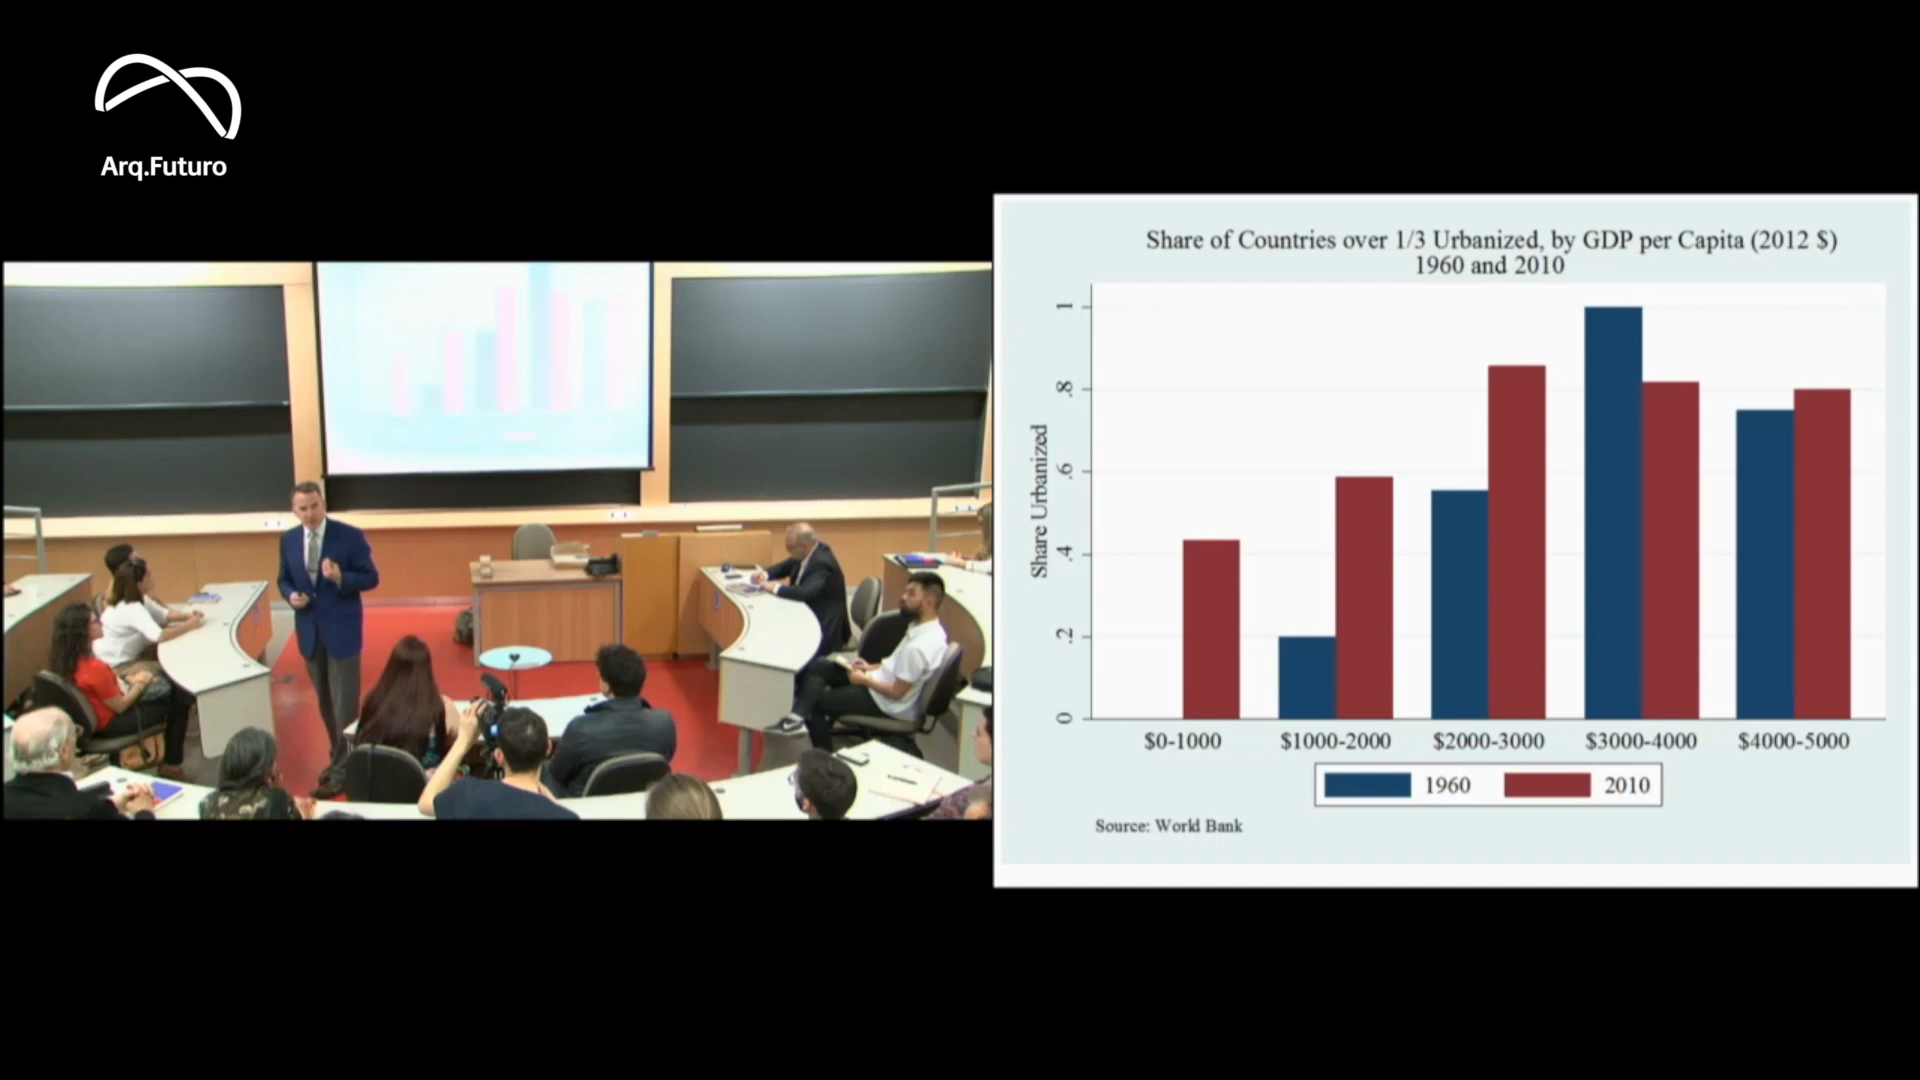 Arq.Futuro
Share of Countries over 1/3 Urbanized, by GDP per Capita (2012 $)
1960 and 2010
Share Urbanized
1
.8
.6
.4
.2
0
$0-1000 $1000-2000 $2000-3000 $3000-4000 $4000-5000
1960 2010
Source: World Bank